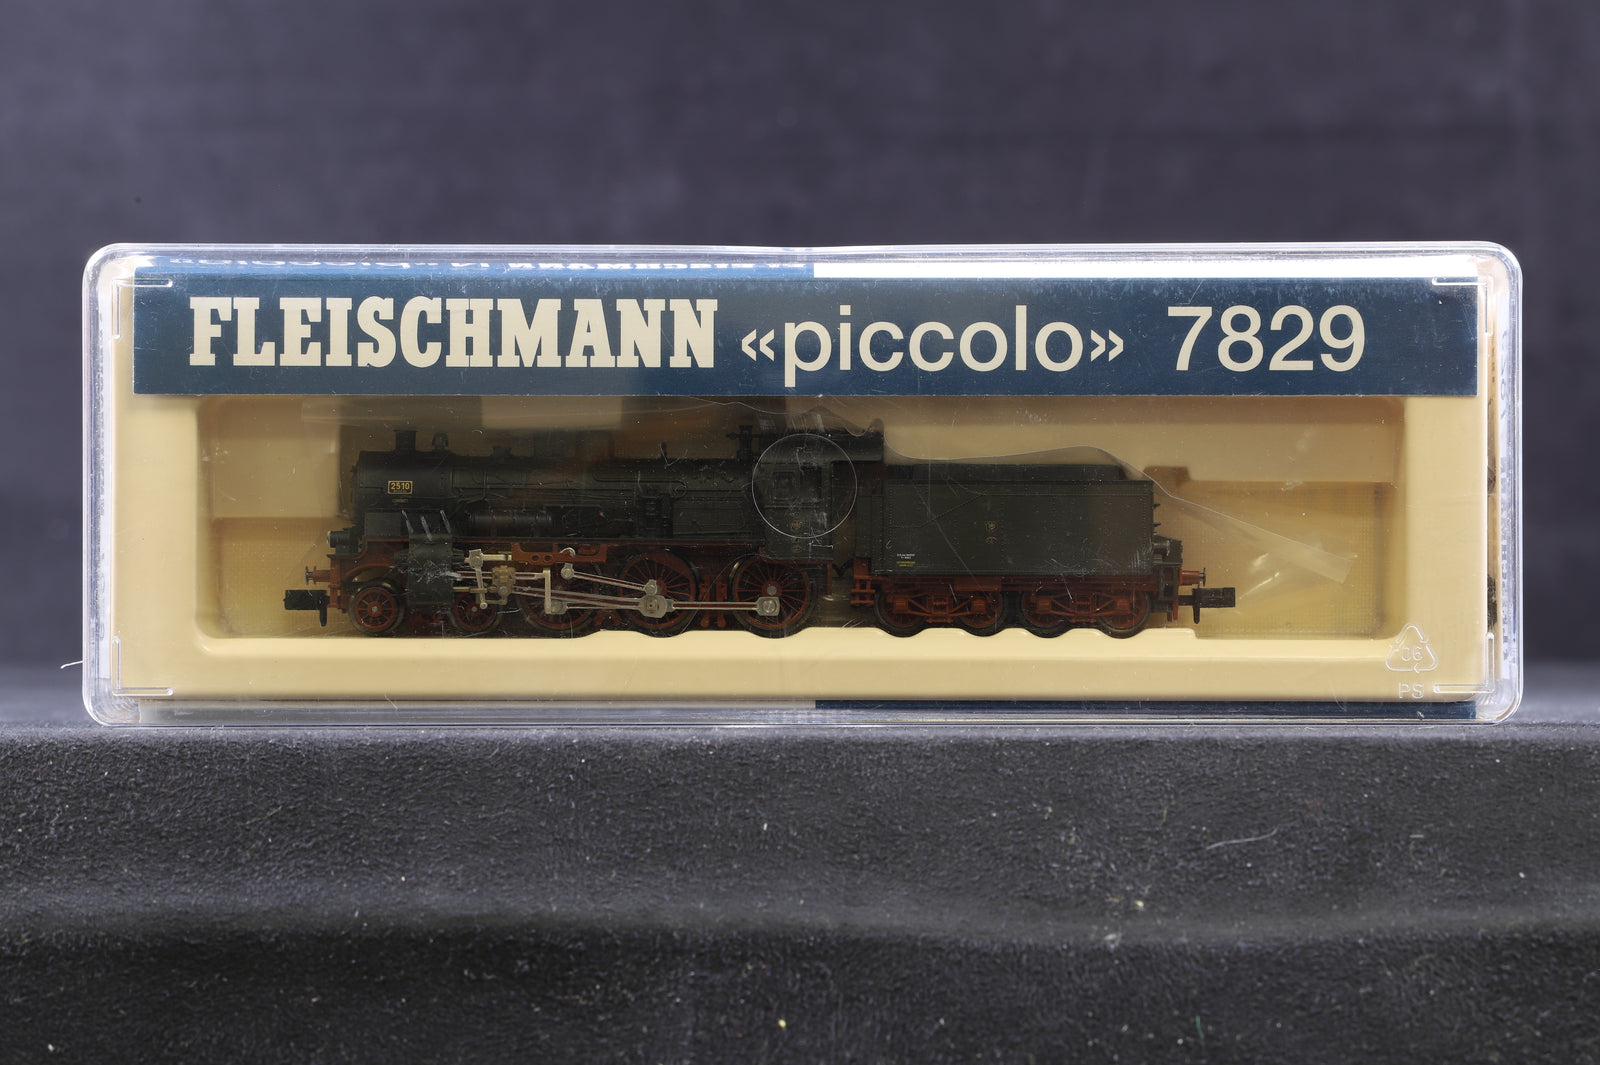 FLEISCHMANN «piccolo» 7829
2510
06
PS